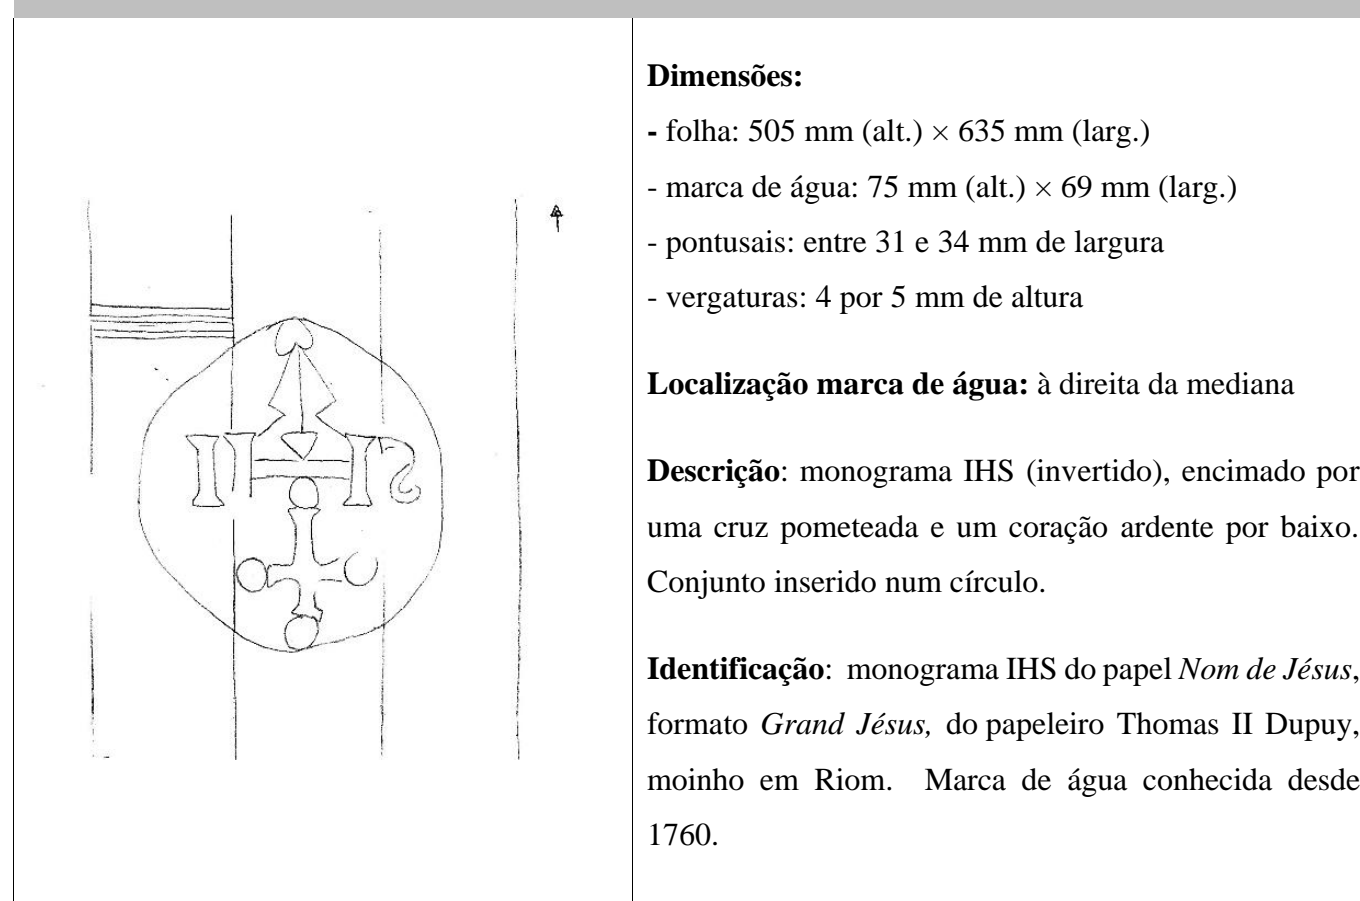 Dimensões:
- folha: 505 mm (alt.) × 635 mm (larg.)
- marca de água: 75 mm (alt.) × 69 mm (larg.)
- pontusais: entre 31 e 34 mm de largura
- vergaturas: 4 por 5 mm de altura
Localização marca de água: à direita da mediana
Descrição: monograma IHS (invertido), encimado por
uma cruz pometeada e um coração ardente por baixo.
Conjunto inserido num círculo.
Identificação: monograma IHS do papel Nom de Jésus,
formato Grand Jésus, do papeleiro Thomas II Dupuy,
moinho em Riom. Marca de água conhecida desde
1760.